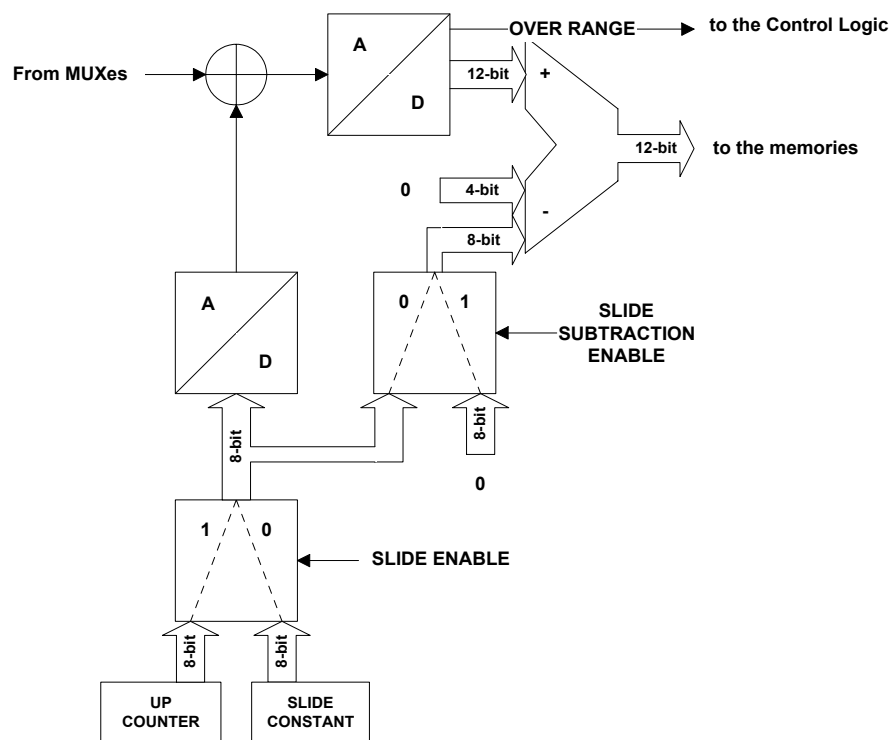 OVER RANGE
to the Control Logic
A
D
From MUXes
12-bit
+
12-bit
to the memories
0
4-bit
-
8-bit
A
D
0
1
SLIDE
SUBTRACTION
ENABLE
8-bit
8-bit
0
1
0
SLIDE ENABLE
8-bit
8-bit
UP
COUNTER
SLIDE
CONSTANT